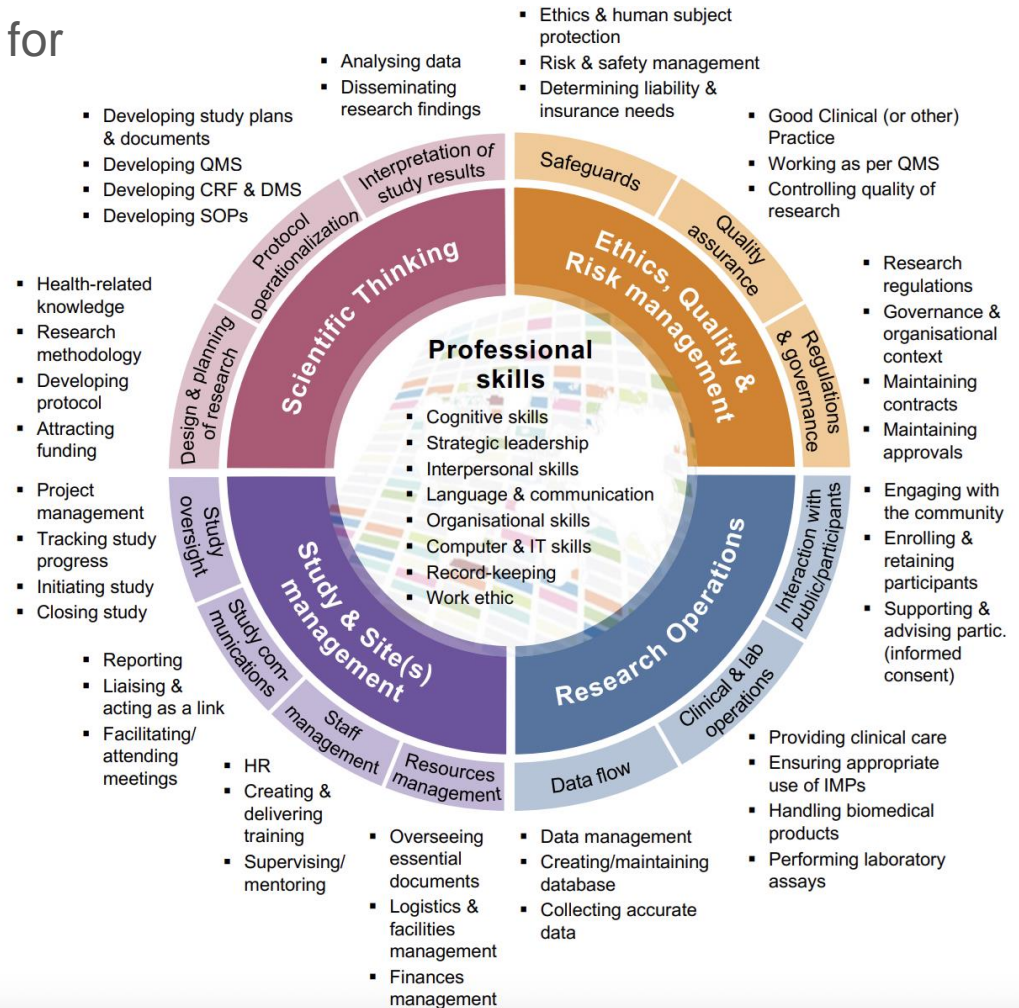 for
▪ Analysing data
▪ Disseminating
research findings
▪ Ethics & human subject
protection
▪ Risk & safety management
▪ Determining liability &
insurance needs
▪ Developing study plans
& documents
▪ Developing QMS
▪ Developing CRF & DMS
▪ Developing SOPs
▪ Good Clinical (or other)
Practice
▪ Working as per QMS
▪ Controlling quality of
research
▪ Health-related
knowledge
▪ Research
methodology
▪ Developing
protocol
▪ Attracting
funding
▪ Research
regulations
▪ Governance &
organisational
context
▪ Maintaining
contracts
▪ Maintaining
approvals
Interpretation of
study results
Protocol
operationalization
Design & planning
of research
Scientific Thinking
Safeguards
Quality
assurance
Regulations
& governance
Ethics, Quality &
Risk management
Professional
skills
▪ Cognitive skills
▪ Strategic leadership
▪ Interpersonal skills
▪ Language & communication
▪ Organisational skills
▪ Computer & IT skills
▪ Record-keeping
▪ Work ethic
Study & Site(s)
management
Study
oversight
Study com-
munications
Staff
management
Resources
management
Research Operations
Interaction with
public/participants
Clinical & lab
operations
Data flow
▪ Project
management
▪ Tracking study
progress
▪ Initiating study
▪ Closing study
▪ Engaging with
the community
▪ Enrolling &
retaining
participants
▪ Supporting &
advising partic.
(informed
consent)
▪ Reporting
▪ Liaising &
acting as a link
▪ Facilitating/
attending
meetings
▪ HR
▪ Creating &
delivering
training
▪ Supervising/
mentoring
▪ Overseeing
essential
documents
▪ Logistics &
facilities
management
▪ Finances
management
▪ Data management
▪ Creating/maintaining
database
▪ Collecting accurate
data
▪ Providing clinical care
▪ Ensuring appropriate
use of IMPs
▪ Handling biomedical
products
▪ Performing laboratory
assays